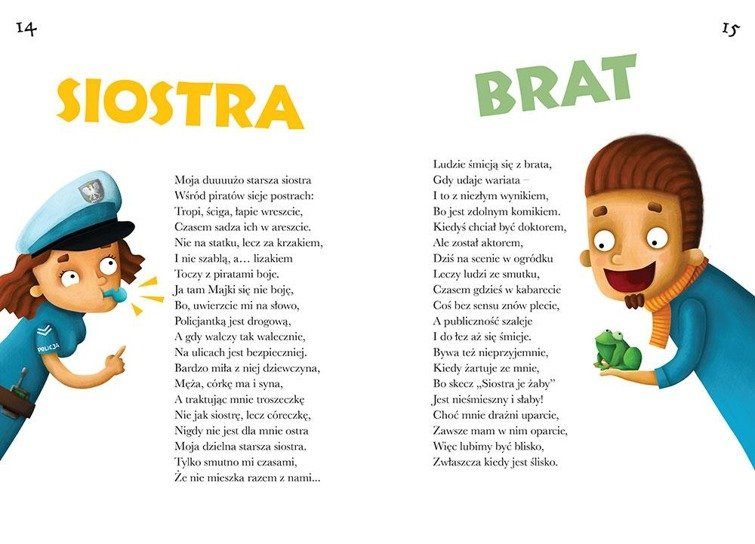 14
SIOSTRA
Moja duuuużo starsza siostra
Wśród piratów sieje postrach:
Tropi, ściga, łapie wreszcie,
Czasem sadza ich w areszcie.
Nie na statku, lecz za krzakiem,
I nie szablą, a… lizakiem
Toczy z piratami boje.
Ja tam Majki się nie boję,
Bo, uwierzcie mi na słowo,
Policjantką jest drogową,
A gdy walczy tak walecznie,
Na ulicach jest bezpieczniej.
Bardzo miła z niej dziewczyna,
Męża, córkę ma i syna,
A traktując mnie troszeczkę
Nie jak siostrę, lecz córeczkę,
Nigdy nie jest dla mnie ostra
Moja dzielna starsza siostra.
Tylko smutno mi czasami,
Że nie mieszka razem z nami...
POLICJA
15
BRAT
Ludzie śmieją się z brata,
Gdy udaje wariata –
I to z niezłym wynikiem,
Bo jest zdolnym komikiem.
Kiedyś chciał być doktorem,
Ale został aktorem,
Dziś na scenie w ogródku
Leczy ludzi ze smutku,
Czasem gdzieś w kabarecie
Coś bez sensu znów plecie,
A publiczność szaleje
I do łez aż się śmieje.
Bywa też nieprzyjemnie,
Kiedy żartuje ze mnie,
Bo skecz „Siostra je żaby”
Jest nieśmieszny i słaby!
Choć mnie drażni uparcie,
Zawsze mam w nim oparcie,
Więc lubimy być blisko,
Zwłaszcza kiedy jest ślisko.